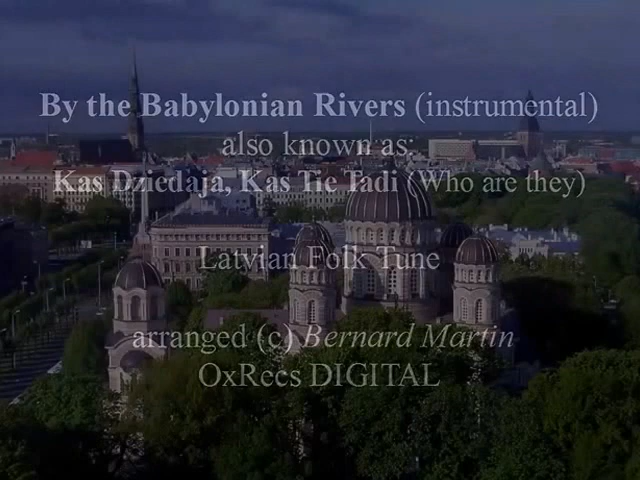 By the Babylonian Rivers (instrumental)
also known as:
Kas Dziedaja, Kas Tie Tadi (Who are they)
Latvian Folk Tune
arranged (c) Bernard Martin
OxRecs DIGITAL